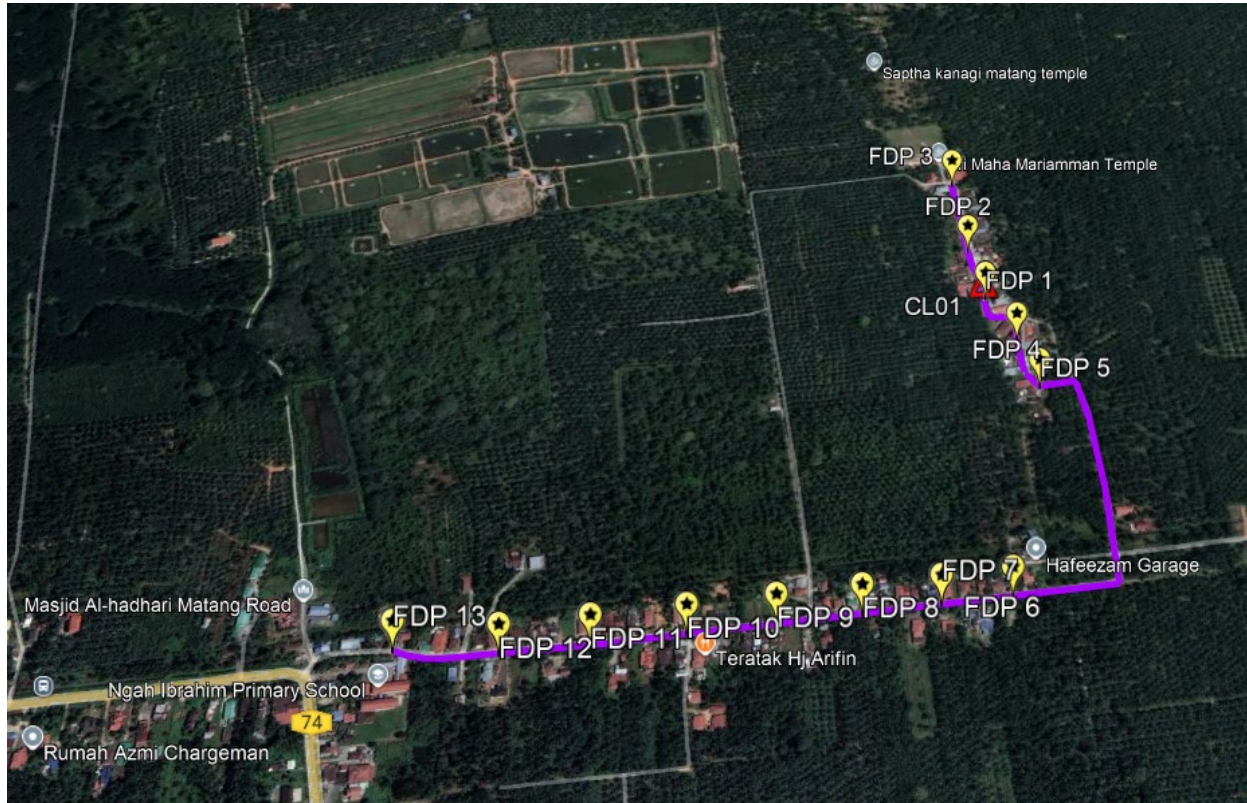 Saptha kanagi matang temple
FDP 3
Maha Mariamman Temple
FDP 2
FDP 1
CL01
FDP 4
FDP 5
Hafeezam Garage
FDP 7
FDP 6
Masjid Al-hadhari Matang Road
FDP 13
FDP 8
FDP 9
FDP 10
FDP 11
FDP 12
Teratak Hj Arifin
Ngah Ibrahim Primary School
74
Rumah Azmi Chargeman